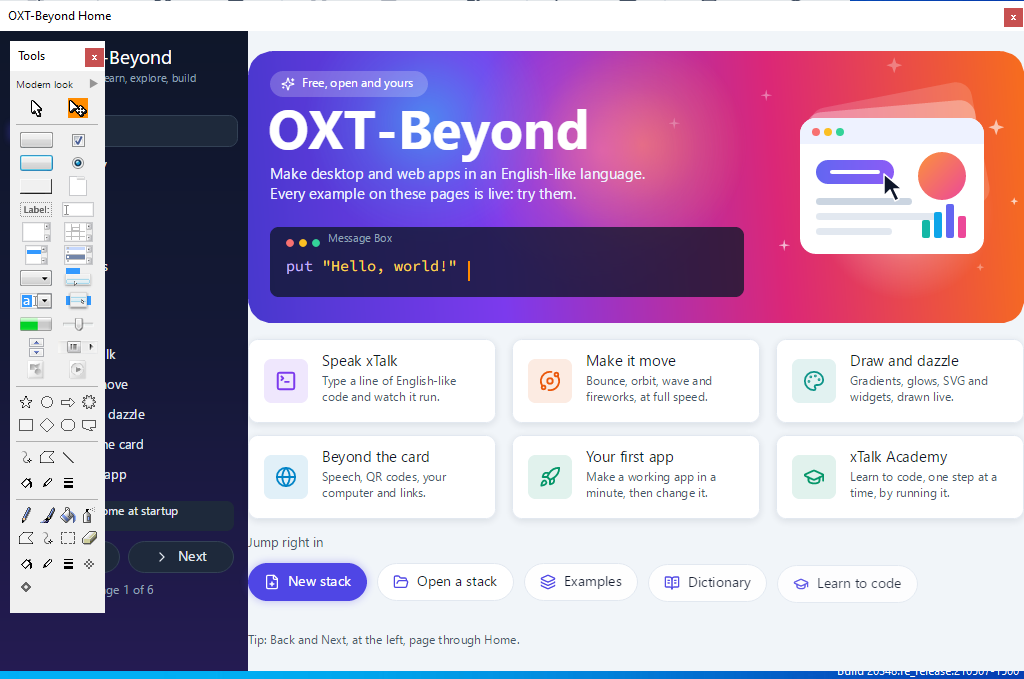 OXT-Beyond Home
Tools
Modern look
Label:
-Beyond
earn, explore, build
lk
ove
dazzle
e card
app
ome at startup
Next
ge 1 of 6
Free, open and yours
OXT-Beyond
Make desktop and web apps in an English-like language.
Every example on these pages is live: try them.
Message Box
put "Hello, world!"
Speak xTalk
Type a line of English-like
code and watch it run.
Make it move
Bounce, orbit, wave and
fireworks, at full speed.
Draw and dazzle
Gradients, glows, SVG and
widgets, drawn live.
Beyond the card
Speech, QR codes, your
computer and links.
Your first app
Make a working app in a
minute, then change it.
xTalk Academy
Learn to code, one step at a
time, by running it.
Jump right in
New stack
Open a stack
Examples
Dictionary
Learn to code
Tip: Back and Next, at the left, page through Home.